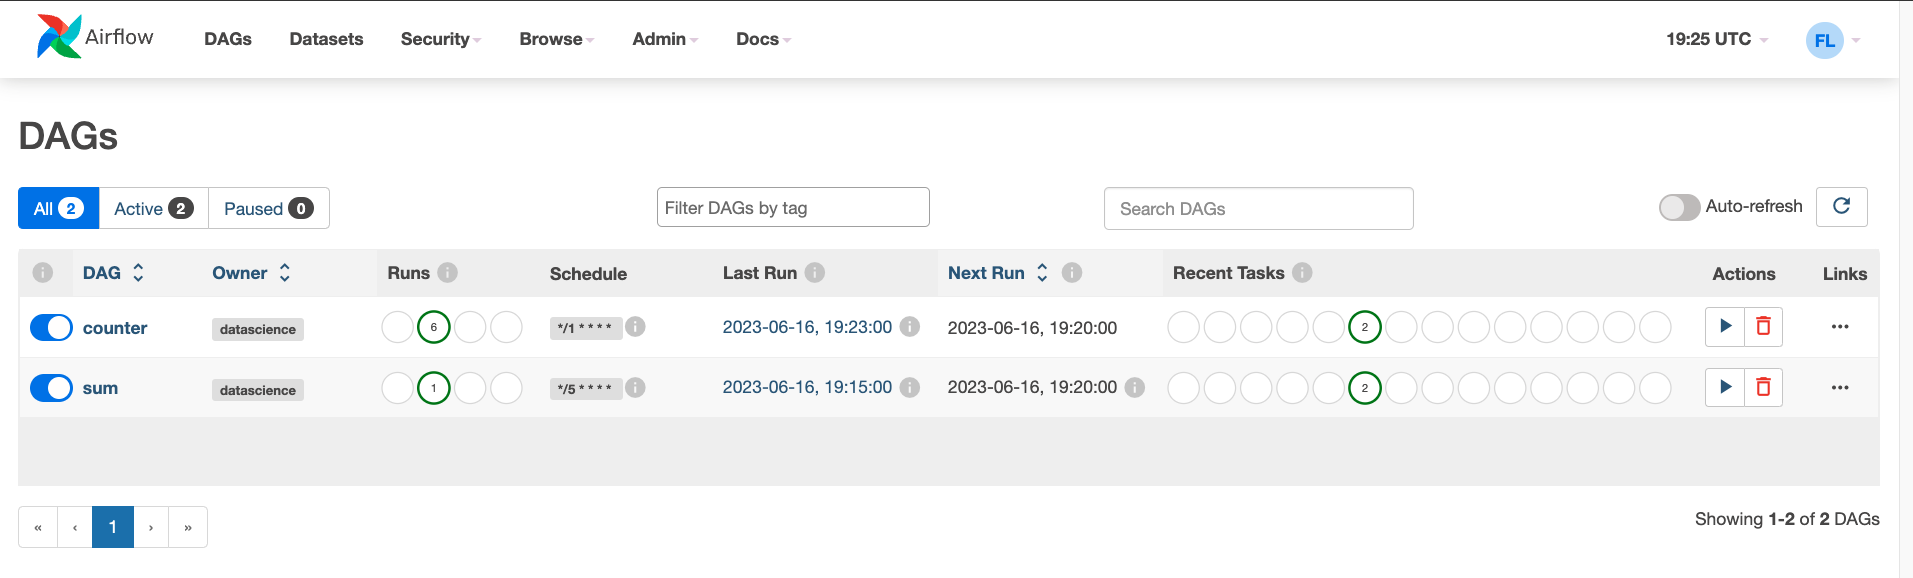 Airflow DAGs Datasets Security Browse Admin Docs 19:25 UTC FL
DAGs
All 2 Active 2 Paused 0 Filter DAGs by tag Search DAGs Auto-refresh
i DAG Owner Runs i Schedule Last Run i Next Run i Recent Tasks i Actions Links
counter datascience 6 */1 * * * * i 2023-06-16, 19:23:00 i 2023-06-16, 19:20:00 2 ...
sum datascience 1 */5 * * * * i 2023-06-16, 19:15:00 i 2023-06-16, 19:20:00 i 2 ...
« ‹ 1 › » Showing 1-2 of 2 DAGs